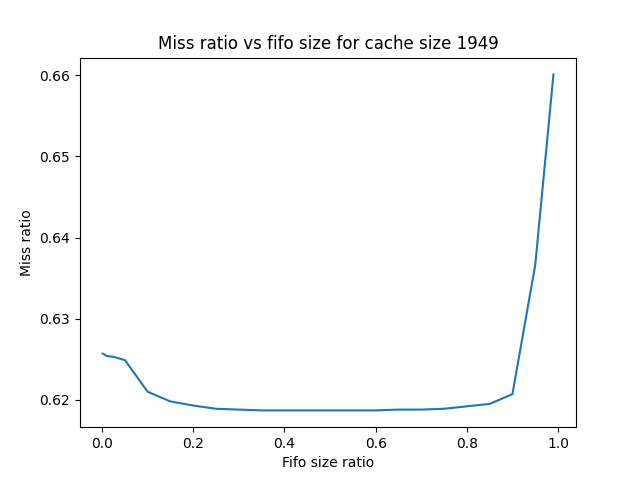 Miss ratio vs fifo size for cache size 1949
0.66
0.65
0.64
0.63
0.62
Miss ratio
0.0 0.2 0.4 0.6 0.8 1.0
Fifo size ratio